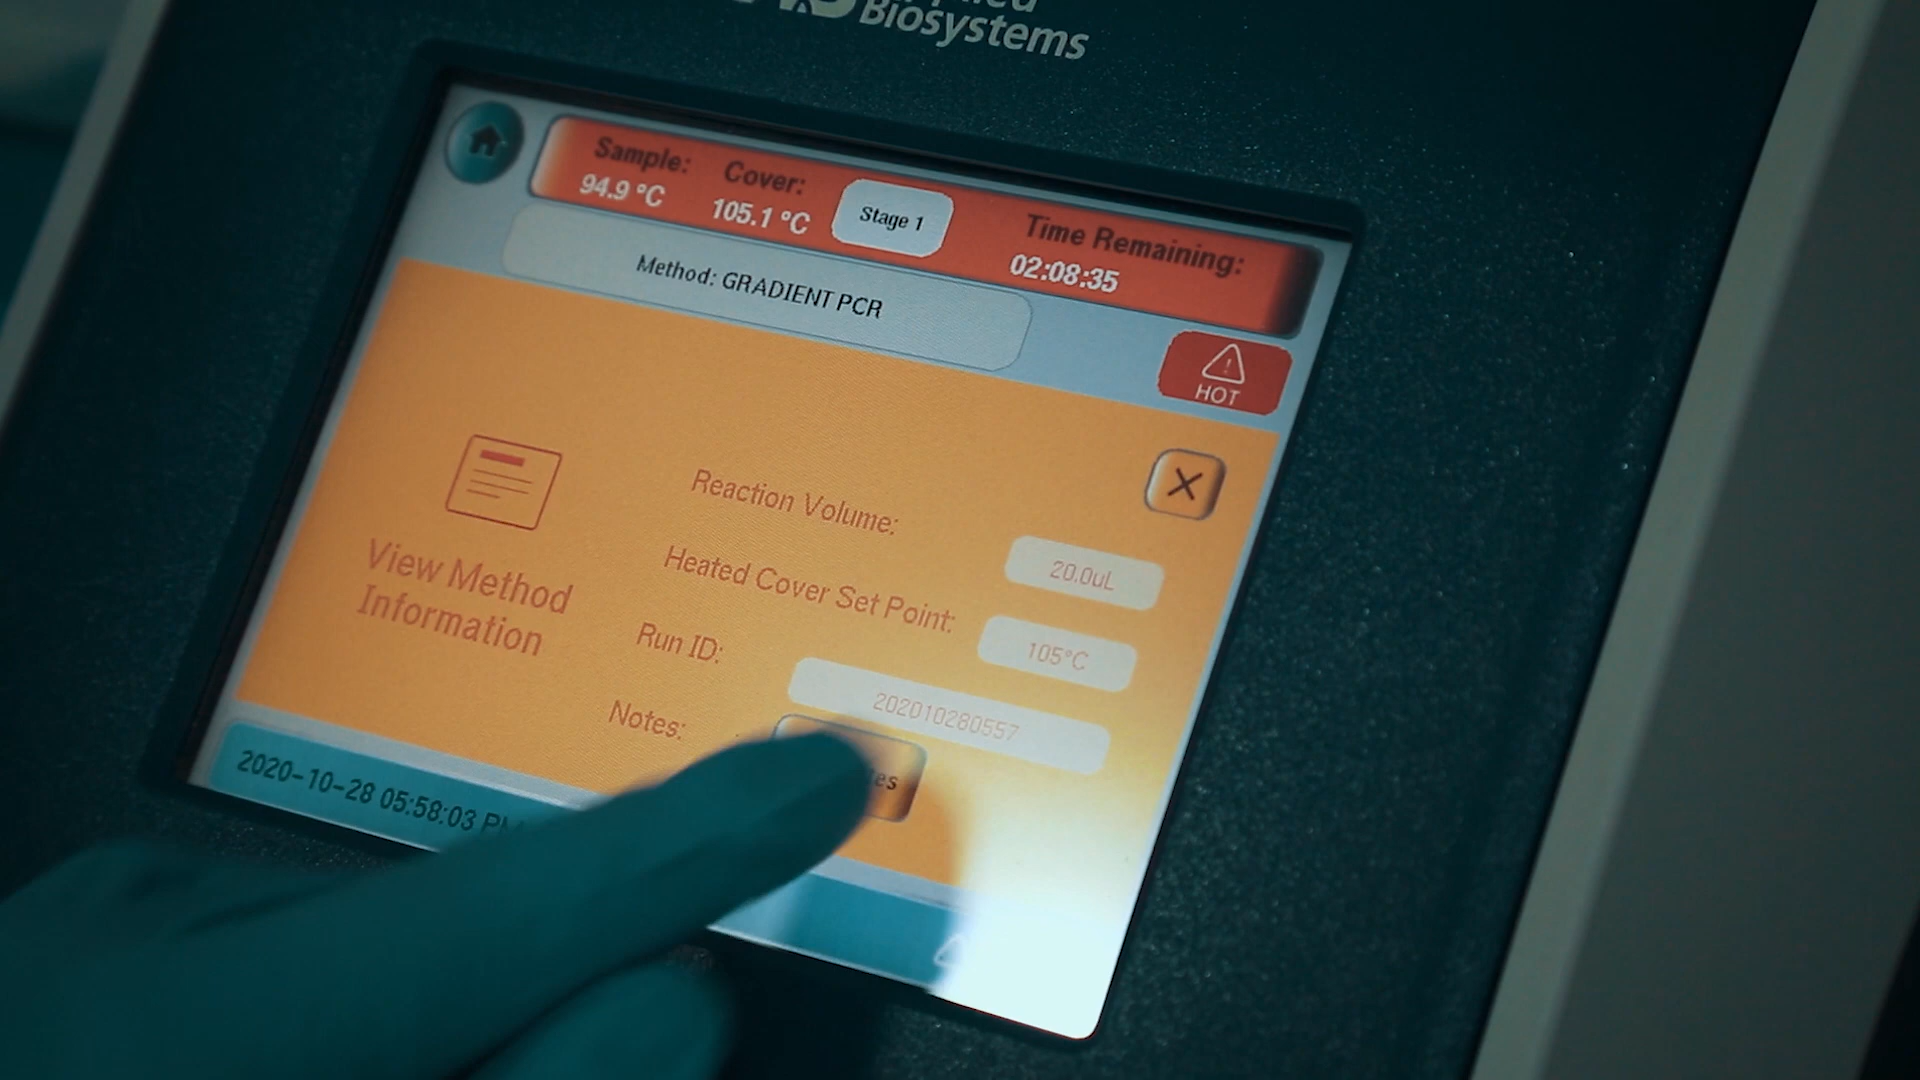 Biosystems
Sample: Cover:
94.9 °C 105.1 °C
Stage 1
Time Remaining:
02:08:35
Method: GRADIENT PCR
HOT
View Method
Information
Reaction Volume:
20.0uL
Heated Cover Set Point:
105°C
Run ID:
202010280557
Notes:
2020-10-28 05:58:03 PM